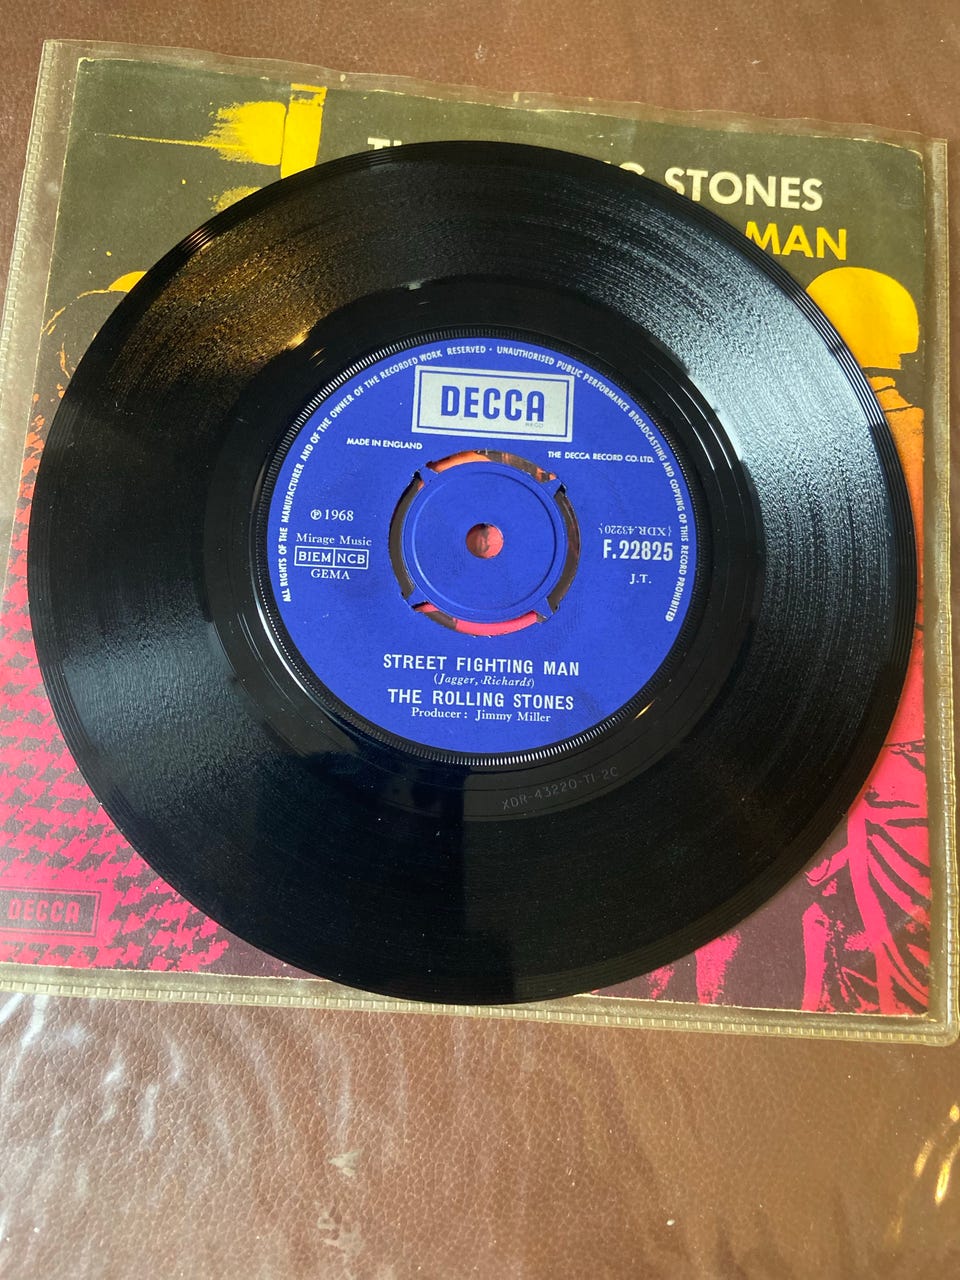 STONES
MAN
ALL RIGHTS OF THE MANUFACTURER AND OF THE OWNER OF THE RECORDED WORK RESERVED · UNAUTHORISED PUBLIC PERFORMANCE BROADCASTING AND COPYING OF THIS RECORD PROHIBITED
DECCA
REGD
MADE IN ENGLAND
THE DECCA RECORD CO. LTD.
℗ 1968
Mirage Music
BIEM NCB
GEMA
(XDR.43220)
F.22825
J.T.
STREET FIGHTING MAN
(Jagger, Richards)
THE ROLLING STONES
Producer: Jimmy Miller
XDR-43220-T1-2C
DECCA